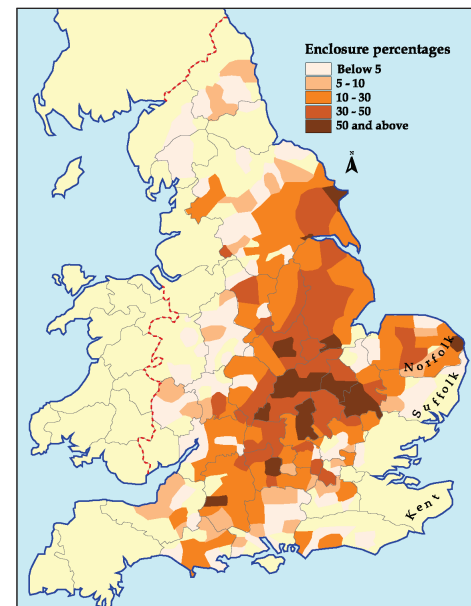 Enclosure percentages
Below 5
5 - 10
10 - 30
30 - 50
50 and above
N
Norfolk
Suffolk
Kent